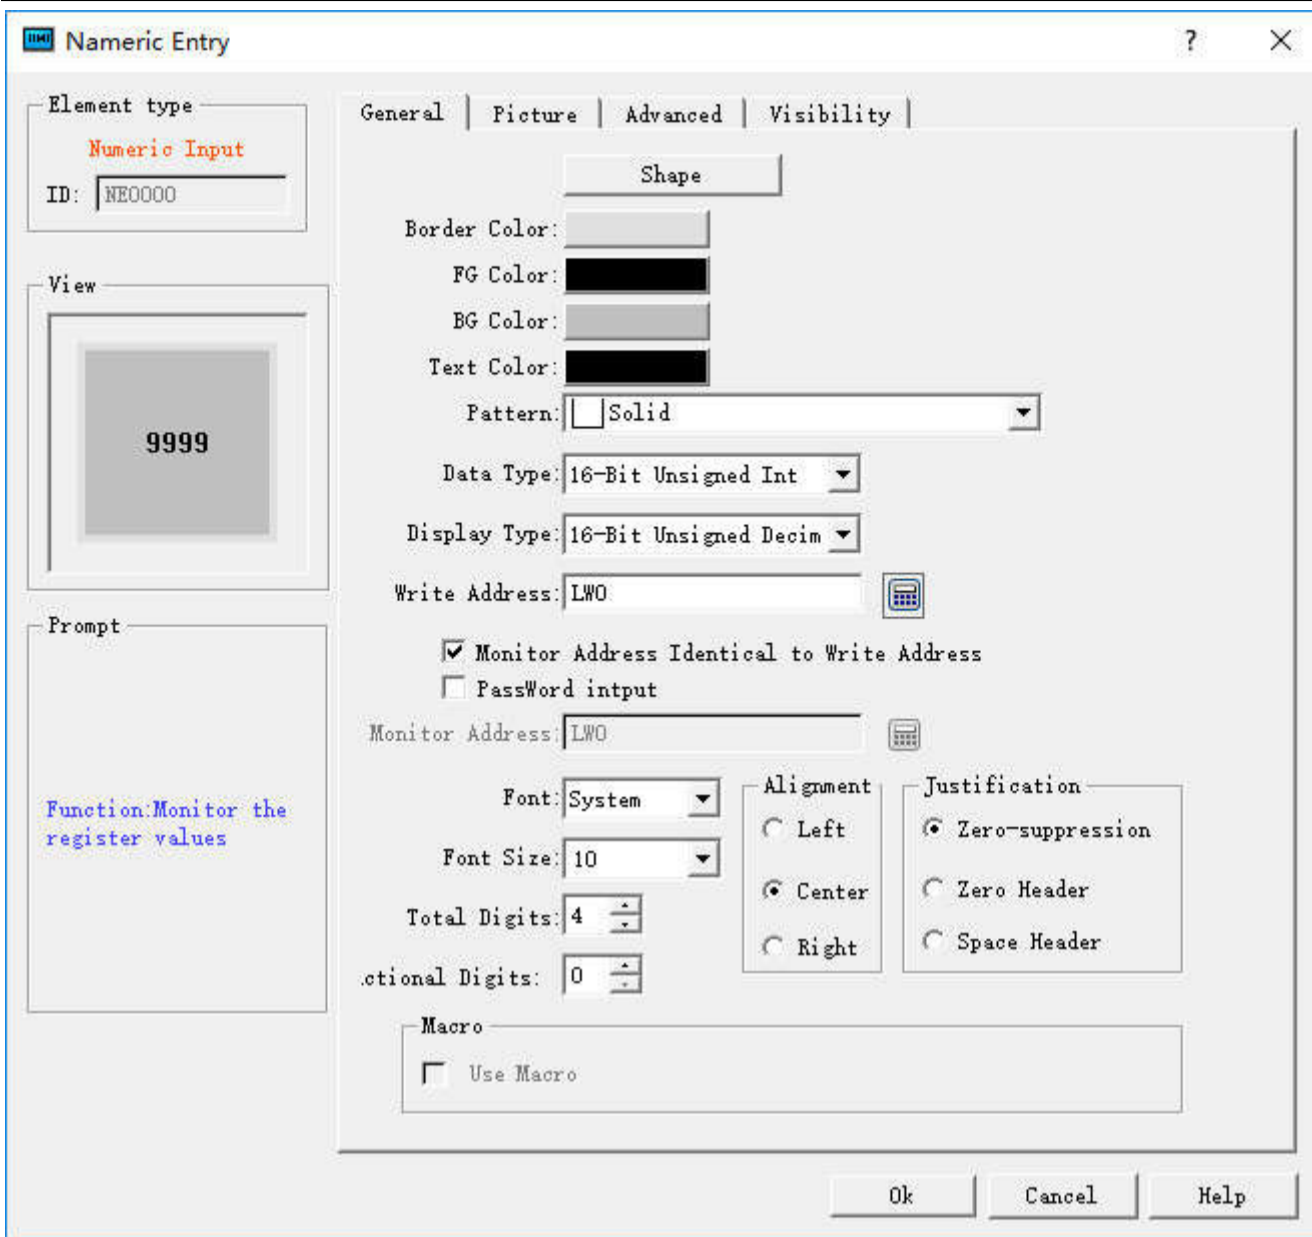 Nameric Entry
?
Element type
Numeric Input
ID: NE0000
View
9999
Prompt
Function:Monitor the
register values
General Picture Advanced Visibility
Shape
Border Color:
FG Color:
BG Color:
Text Color:
Pattern: Solid
Data Type: 16-Bit Unsigned Int
Display Type: 16-Bit Unsigned Decim
Write Address: LW0
Monitor Address Identical to Write Address
PassWord intput
Monitor Address: LW0
Font: System
Font Size: 10
Total Digits: 4
.ctional Digits: 0
Alignment
Left
Center
Right
Justification
Zero-suppression
Zero Header
Space Header
Macro
Use Macro
Ok Cancel Help